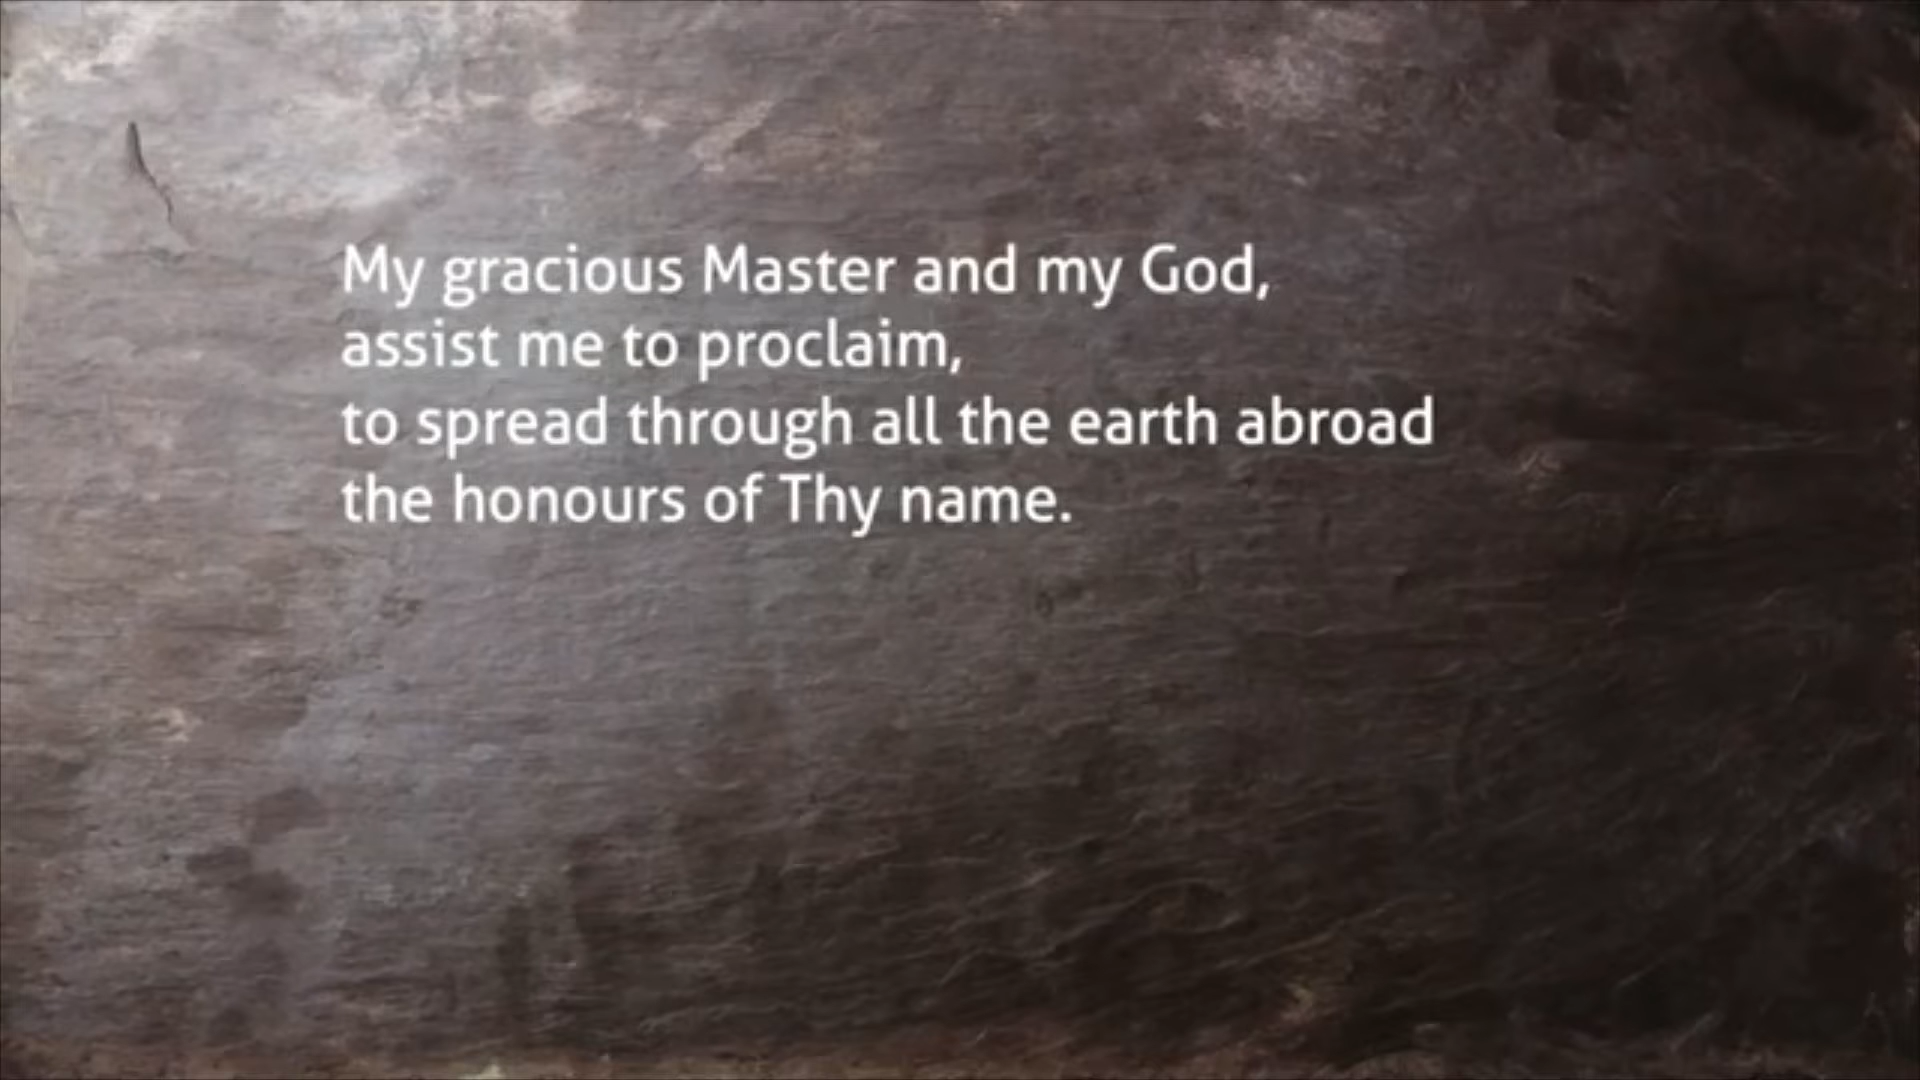 My gracious Master and my God,
assist me to proclaim,
to spread through all the earth abroad
the honours of Thy name.